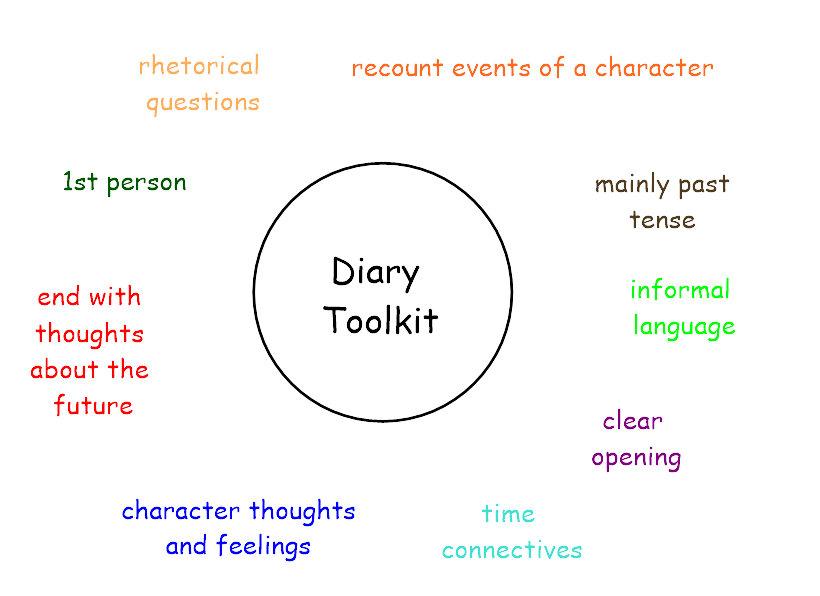 rhetorical
questions
recount events of a character
1st person
mainly past
tense
Diary
Toolkit
end with
thoughts
about the
future
informal
language
clear
opening
character thoughts
and feelings
time
connectives